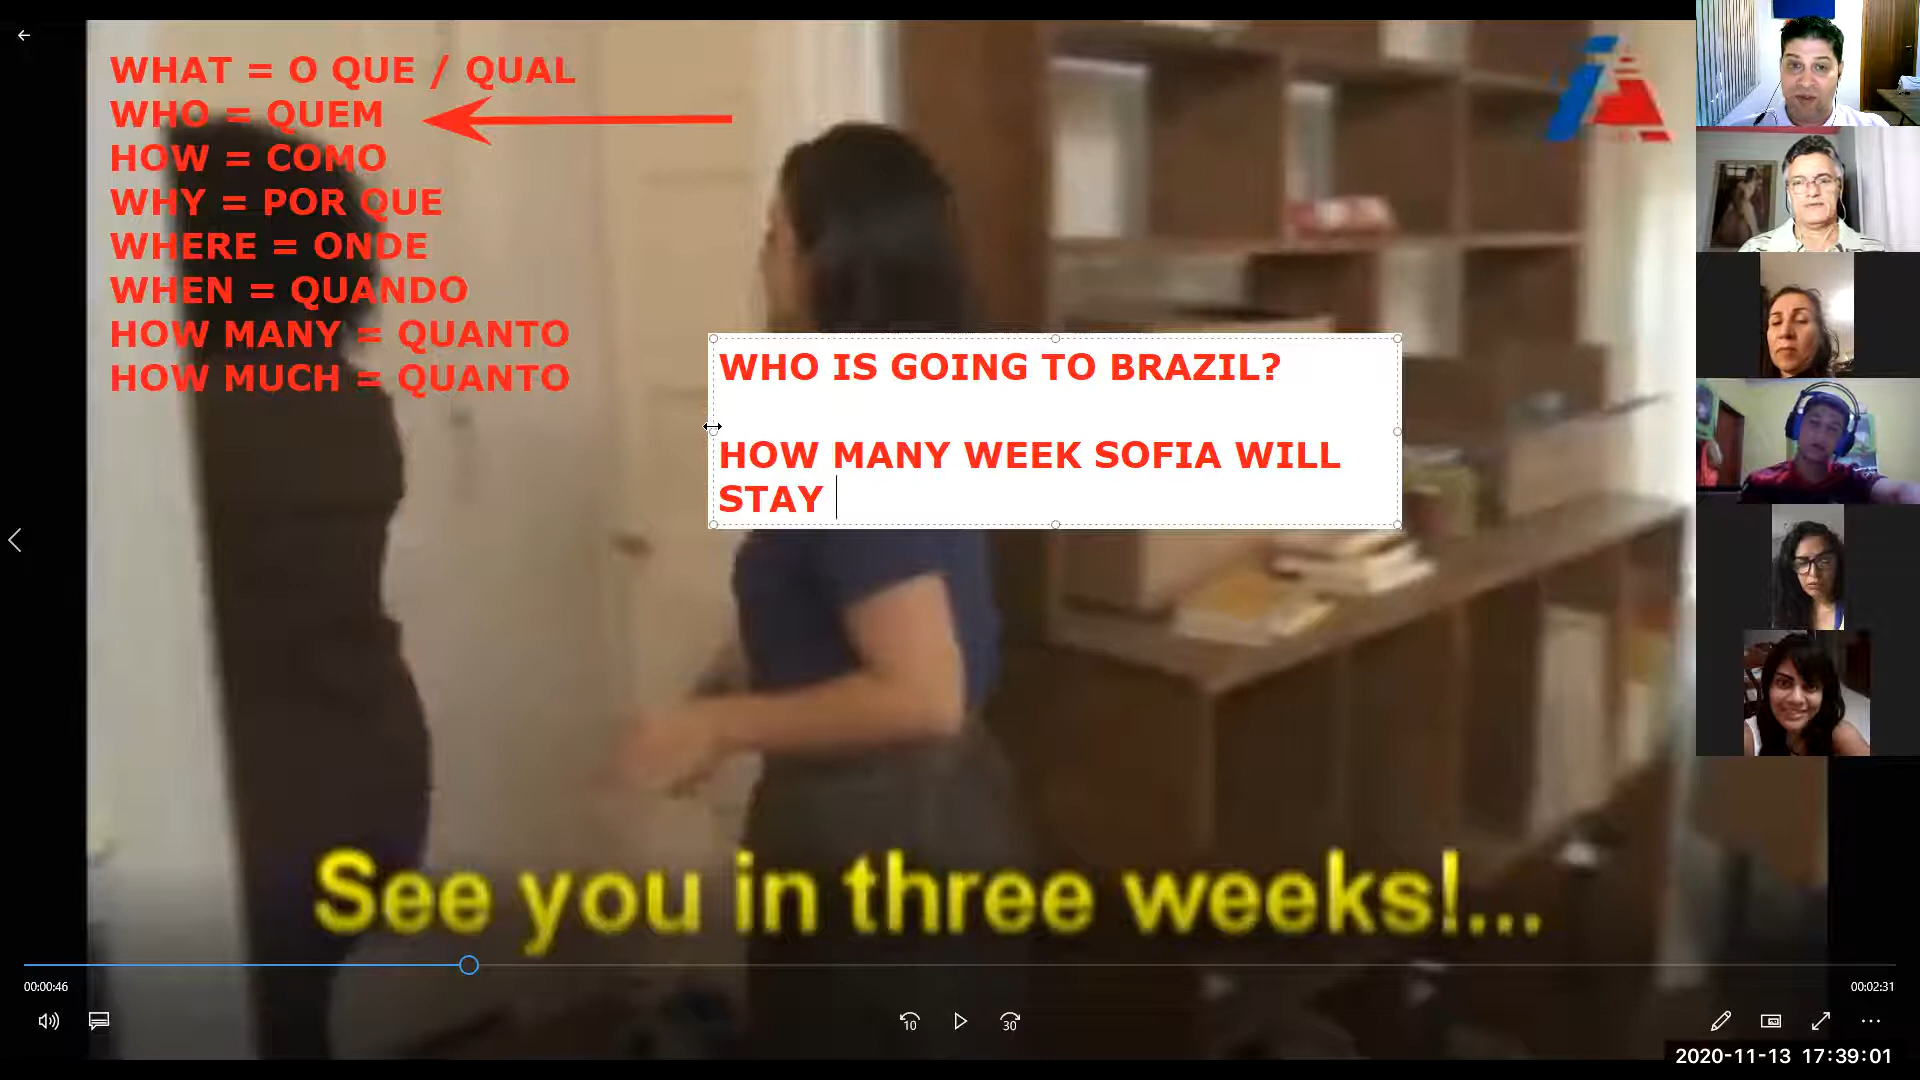 WHAT = O QUE / QUAL
WHO = QUEM
HOW = COMO
WHY = POR QUE
WHERE = ONDE
WHEN = QUANDO
HOW MANY = QUANTO
HOW MUCH = QUANTO
WHO IS GOING TO BRAZIL?
HOW MANY WEEK SOFIA WILL
STAY
See you in three weeks!...
00:00:46
00:02:31
10
30
2020-11-13 17:39:01